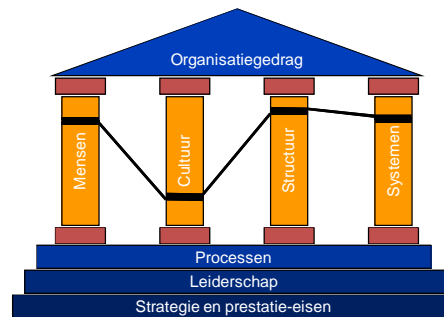 Organisatiegedrag
Mensen
Cultuur
Structuur
Systemen
Processen
Leiderschap
Strategie en prestatie-eisen